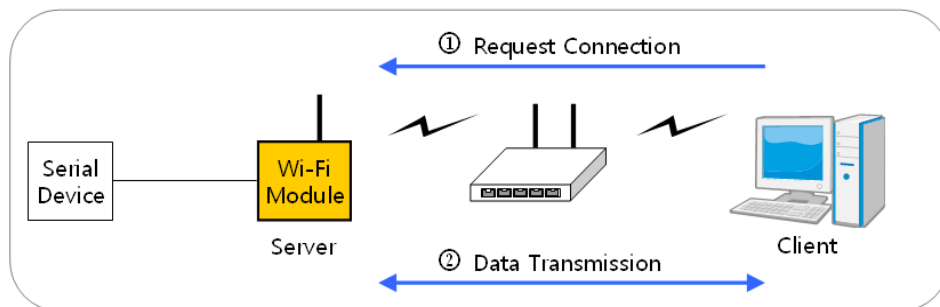 ① Request Connection
Serial
Device
Wi-Fi
Module
Server
Client
② Data Transmission